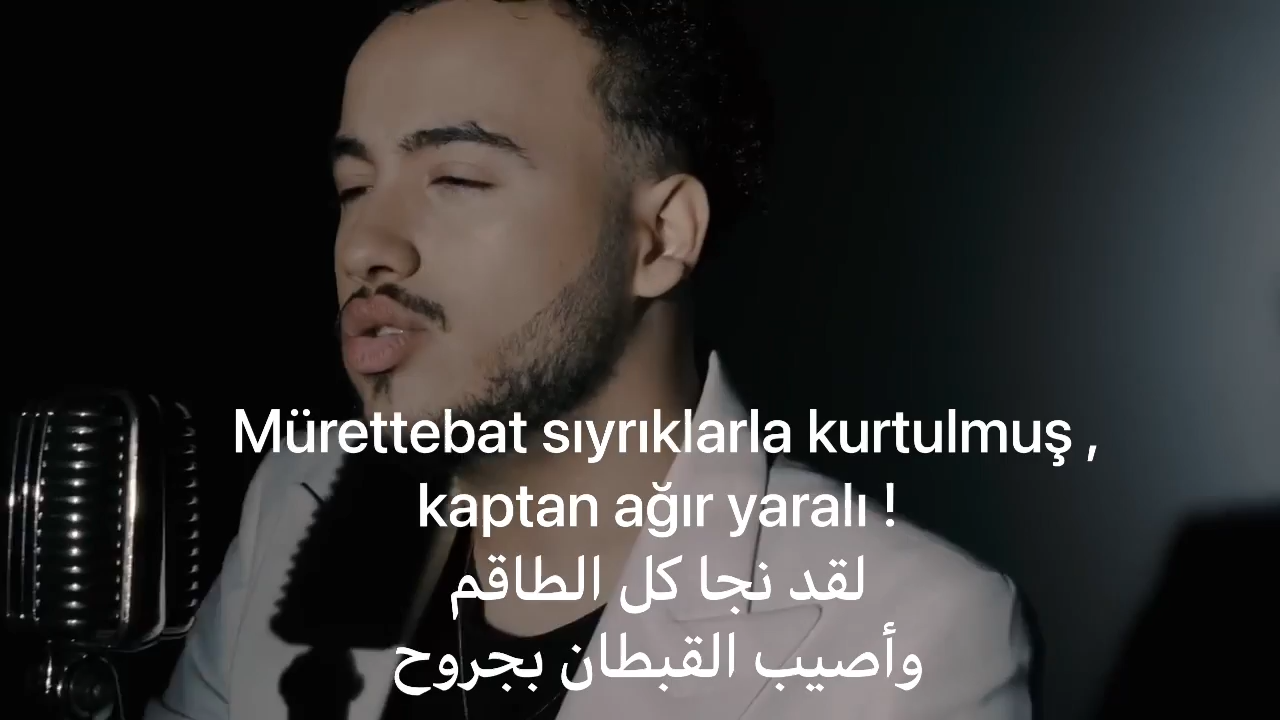 Mürettebat sıyrıklarla kurtulmuş ,
kaptan ağır yaralı !
لقد نجا كل الطاقم
وأصيب القبطان بجروح